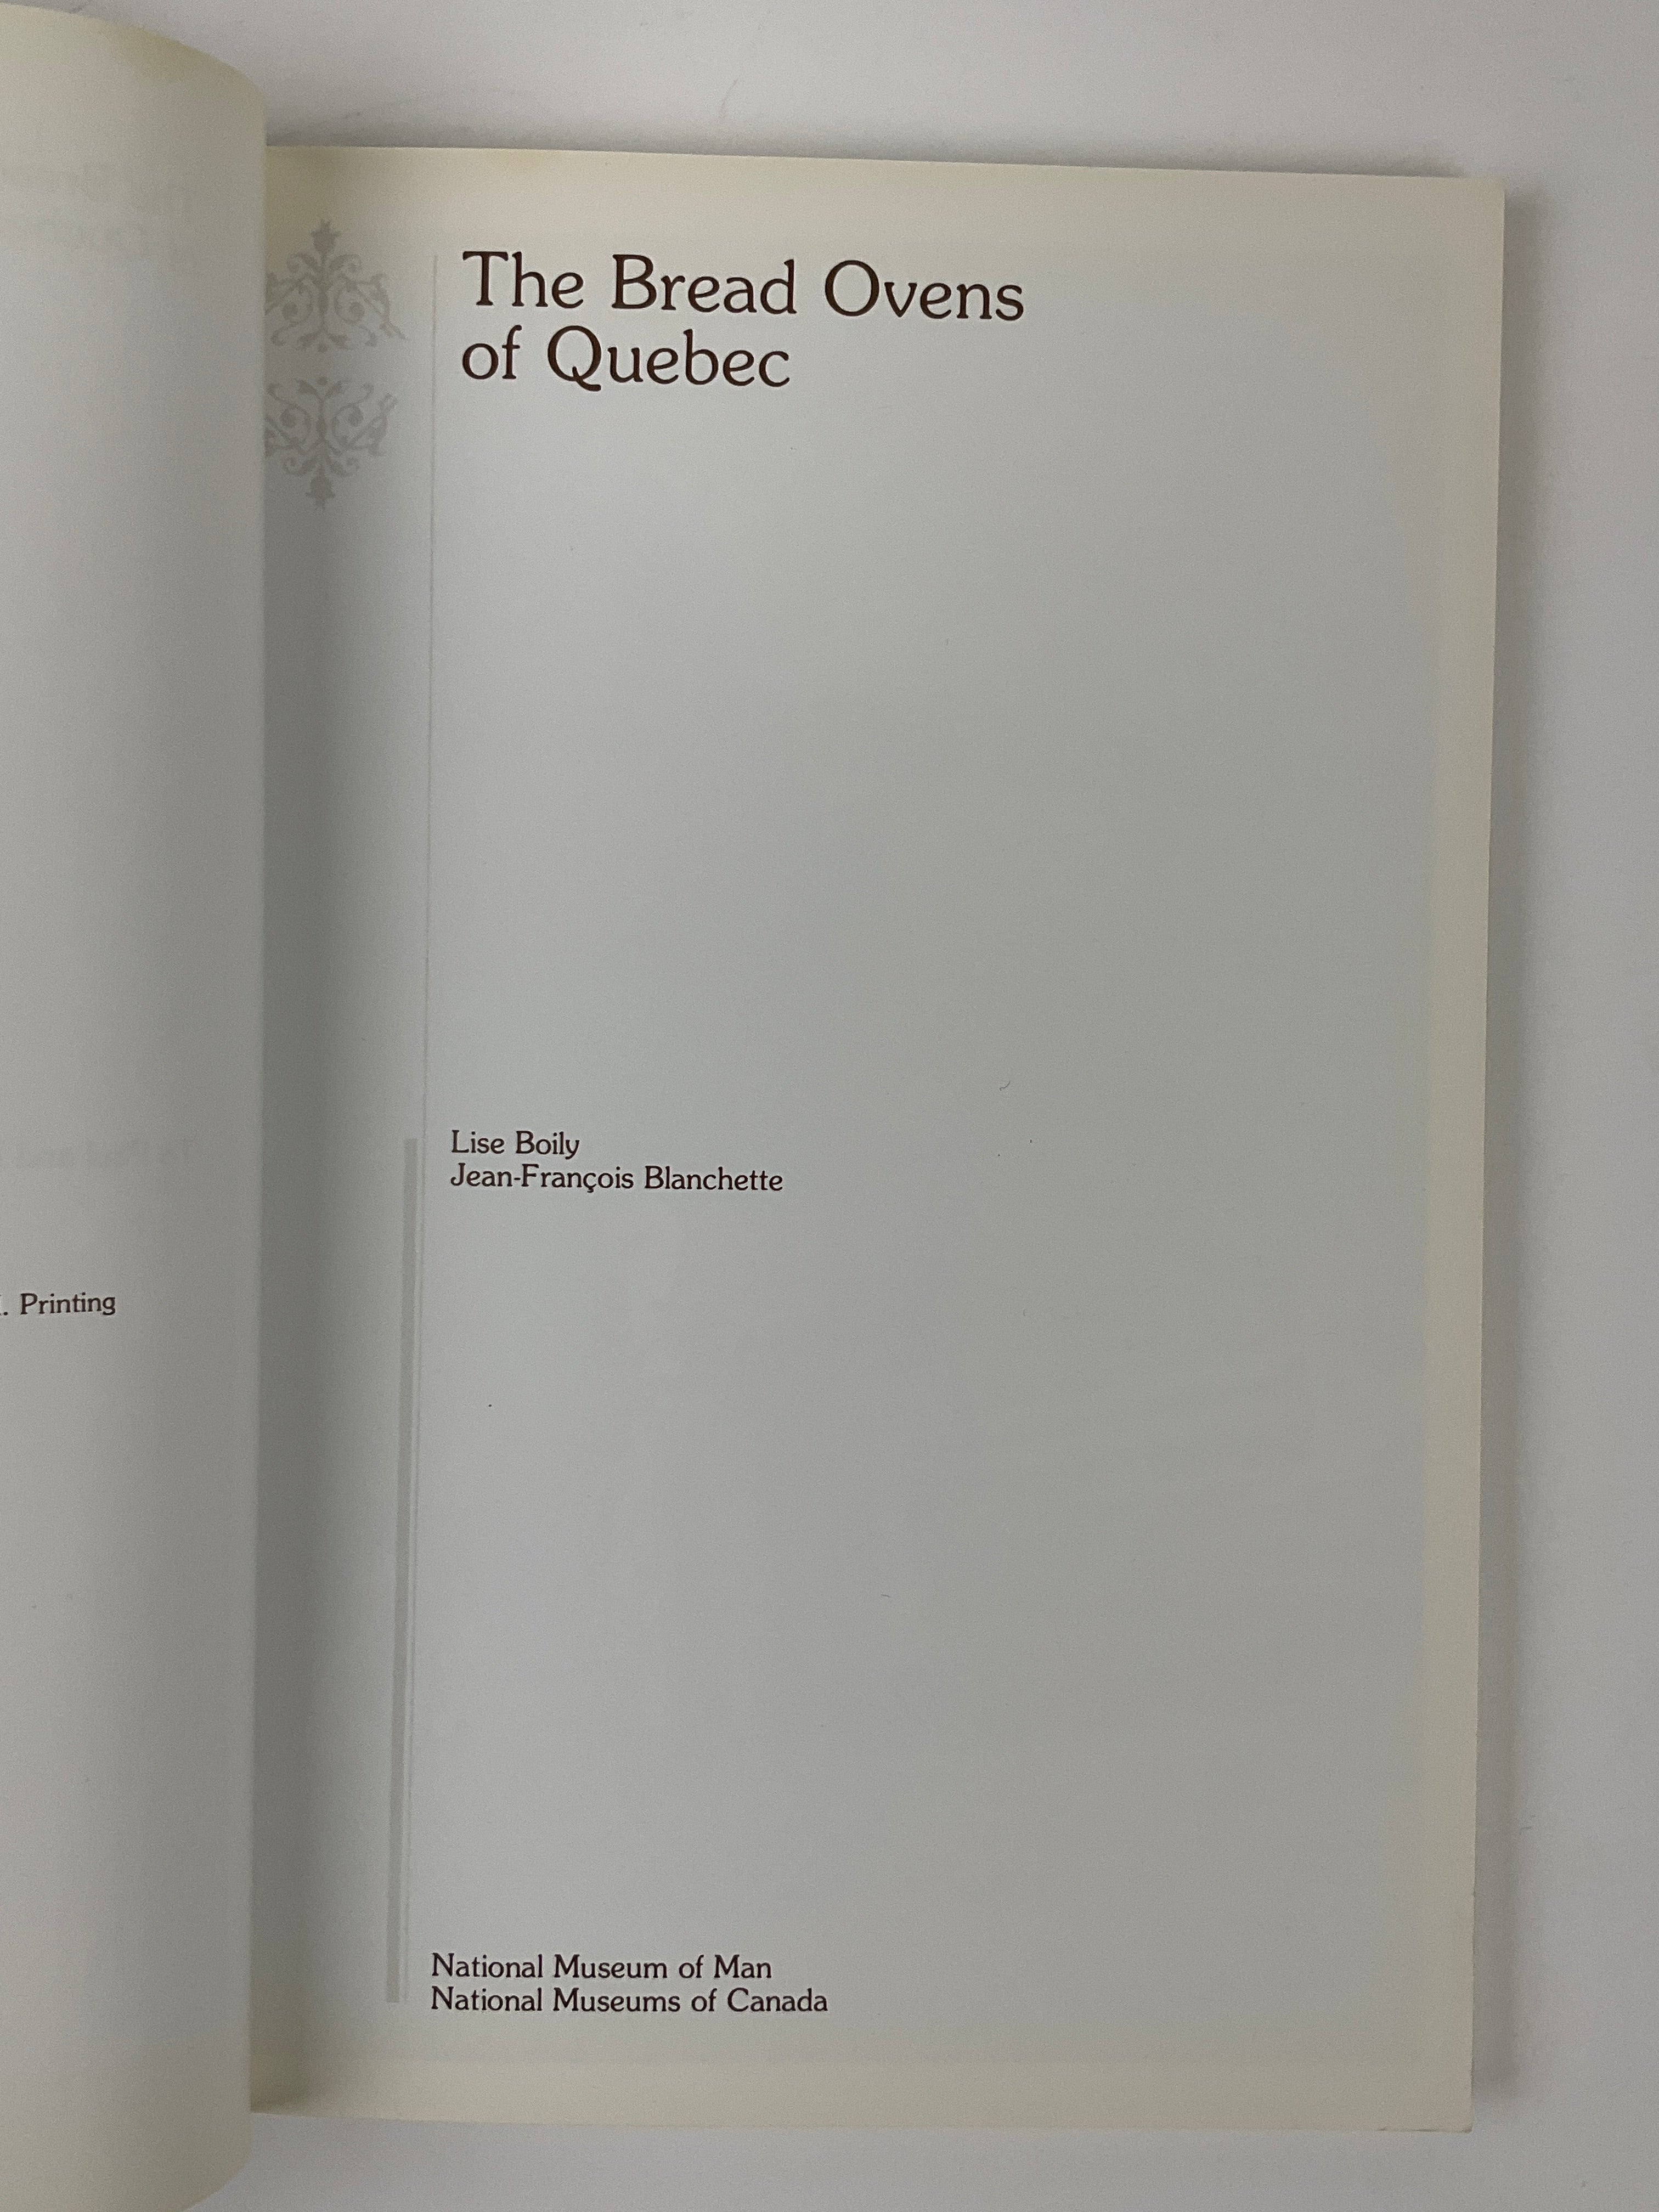 The Bread Ovens
of Quebec
Lise Boily
Jean-François Blanchette
. Printing
National Museum of Man
National Museums of Canada